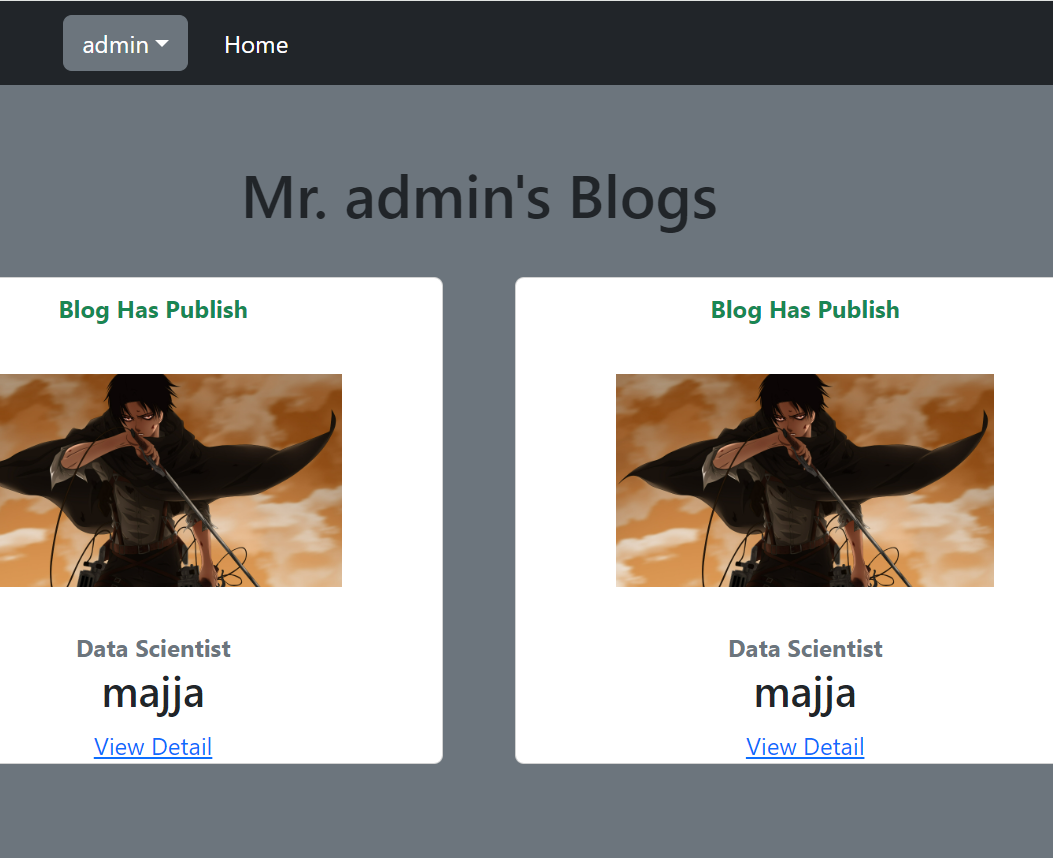 admin Home
Mr. admin's Blogs
Blog Has Publish
Data Scientist
majja
View Detail
Blog Has Publish
Data Scientist
majja
View Detail